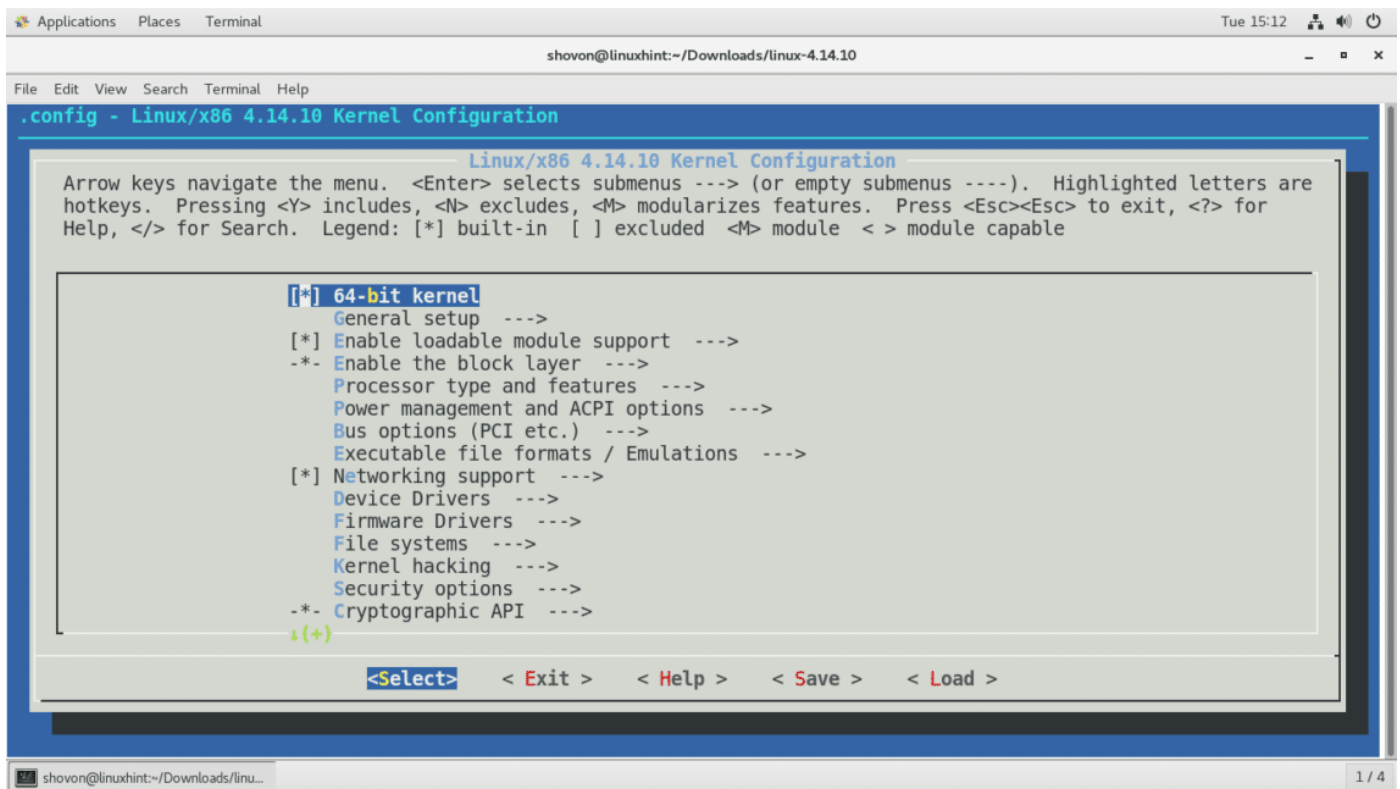 Applications Places Terminal Tue 15:12
shovon@linuxhint:~/Downloads/linux-4.14.10
File Edit View Search Terminal Help
.config - Linux/x86 4.14.10 Kernel Configuration
Linux/x86 4.14.10 Kernel Configuration
Arrow keys navigate the menu. <Enter> selects submenus ---> (or empty submenus ----). Highlighted letters are
hotkeys. Pressing <Y> includes, <N> excludes, <M> modularizes features. Press <Esc><Esc> to exit, <?> for
Help, </> for Search. Legend: [*] built-in [ ] excluded <M> module < > module capable
[*] 64-bit kernel
General setup --->
[*] Enable loadable module support --->
-*- Enable the block layer --->
Processor type and features --->
Power management and ACPI options --->
Bus options (PCI etc.) --->
Executable file formats / Emulations --->
[*] Networking support --->
Device Drivers --->
Firmware Drivers --->
File systems --->
Kernel hacking --->
Security options --->
-*- Cryptographic API --->
↓(+)
<Select> < Exit > < Help > < Save > < Load >
shovon@linuxhint:~/Downloads/linu... 1 / 4